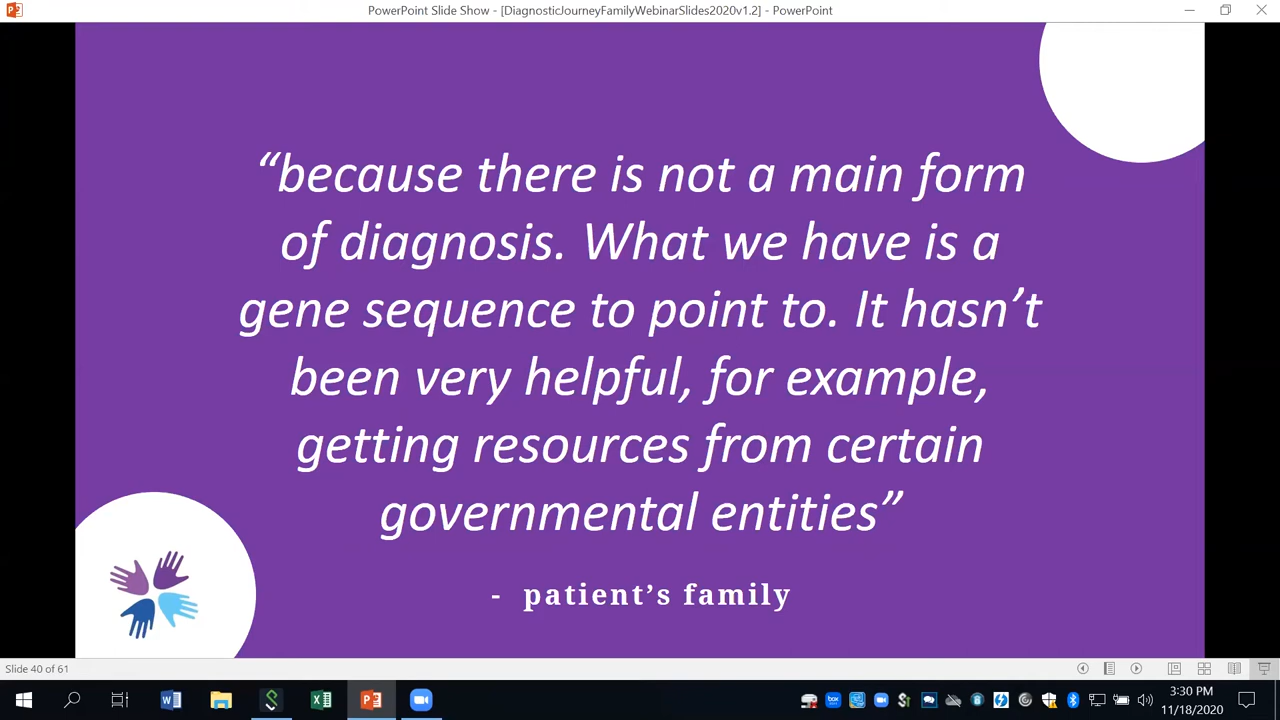 PowerPoint Slide Show - [DiagnosticJourneyFamilyWebinarSlides2020v1.2] - PowerPoint
“because there is not a main form
of diagnosis. What we have is a
gene sequence to point to. It hasn’t
been very helpful, for example,
getting resources from certain
governmental entities”
- patient’s family
Slide 40 of 61
3:30 PM
11/18/2020